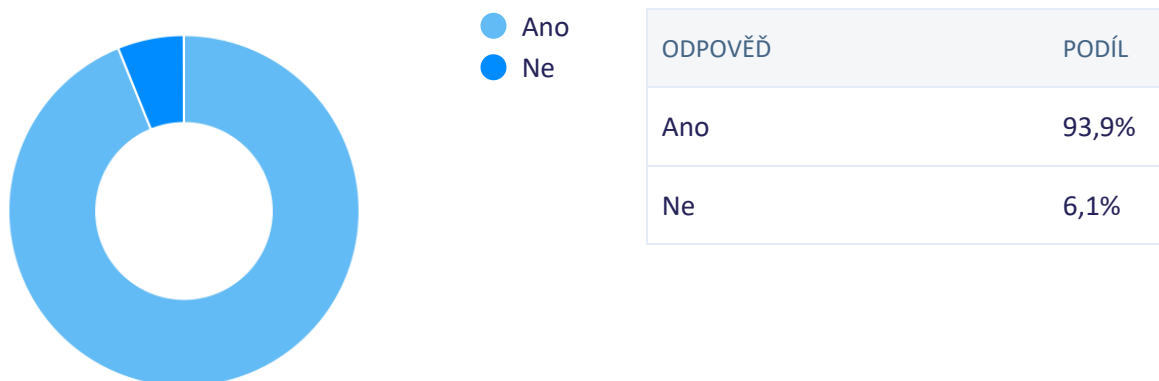 Ano
Ne
ODPOVĚĎ PODÍL
Ano 93,9%
Ne 6,1%